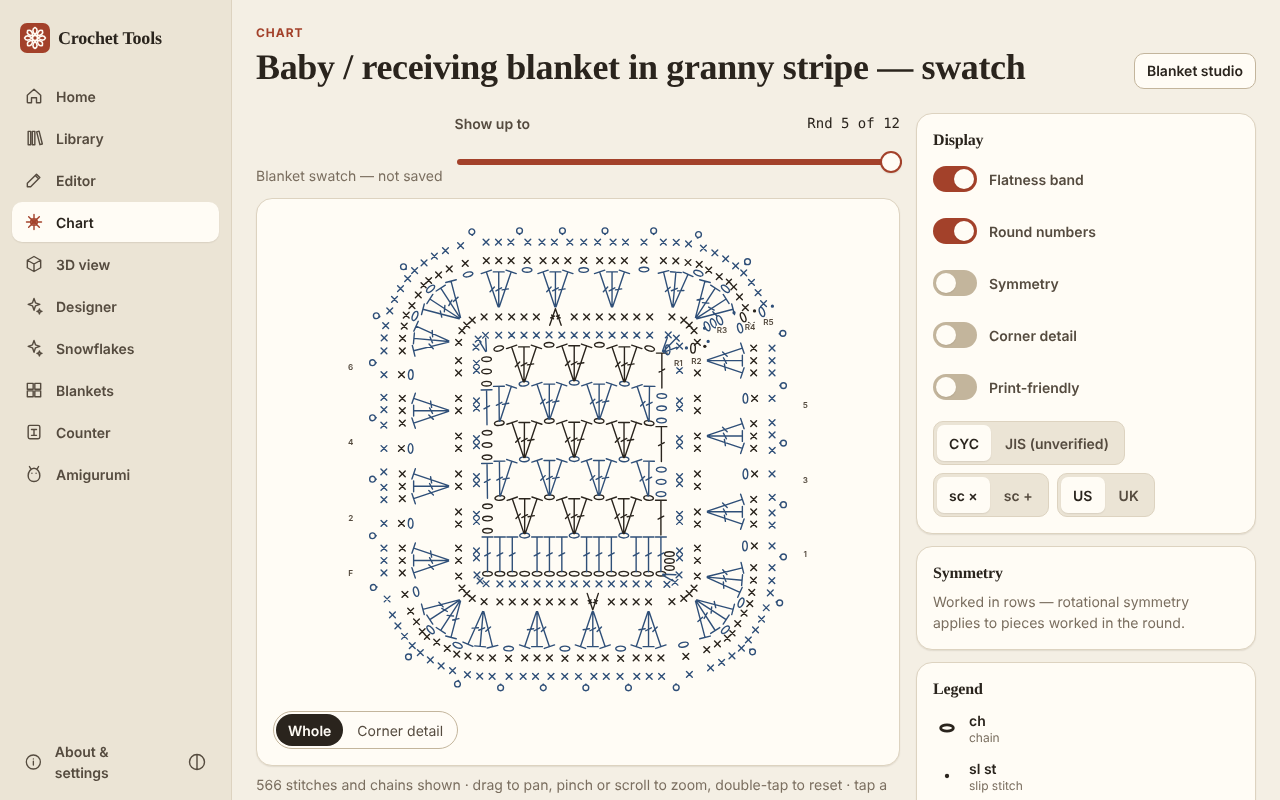 Crochet Tools
Home
Library
Editor
Chart
3D view
Designer
Snowflakes
Blankets
Counter
Amigurumi
About &
settings
CHART
Baby / receiving blanket in granny stripe — swatch
Blanket studio
Show up to
Rnd 5 of 12
Blanket swatch — not saved
R5
R4
R3
R2
R1
6
5
4
3
2
1
F
Whole
Corner detail
566 stitches and chains shown · drag to pan, pinch or scroll to zoom, double-tap to reset · tap a
Display
Flatness band
Round numbers
Symmetry
Corner detail
Print-friendly
CYC
JIS (unverified)
sc ×
sc +
US
UK
Symmetry
Worked in rows — rotational symmetry
applies to pieces worked in the round.
Legend
ch
chain
sl st
slip stitch